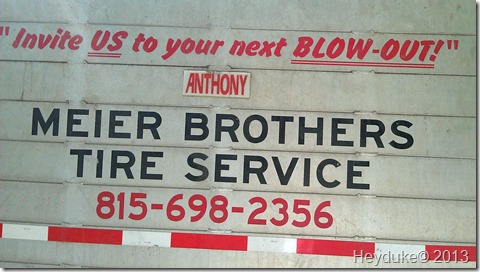 "Invite US to your next BLOW-OUT!"
ANTHONY
MEIER BROTHERS
TIRE SERVICE
815-698-2356
Heyduke© 2013